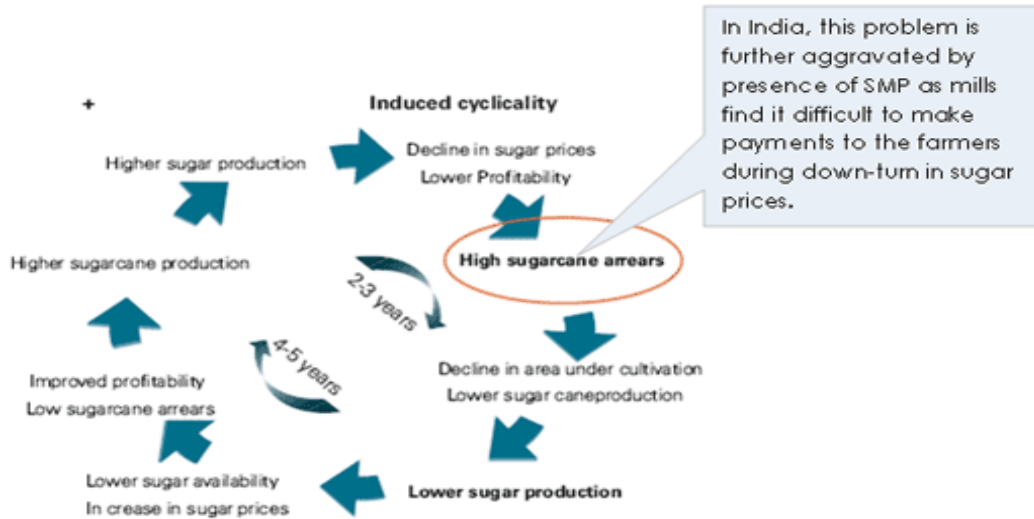 In India, this problem is
further aggravated by
presence of SMP as mills
find it difficult to make
payments to the farmers
during down-turn in sugar
prices.
+
Induced cyclicality
Higher sugar production
Decline in sugar prices
Lower Profitability
High sugarcane arrears
Higher sugarcane production
2-3 years
4-5 years
Decline in area under cultivation
Lower sugar caneproduction
Improved profitability
Low sugarcane arrears
Lower sugar production
Lower sugar availability
In crease in sugar prices